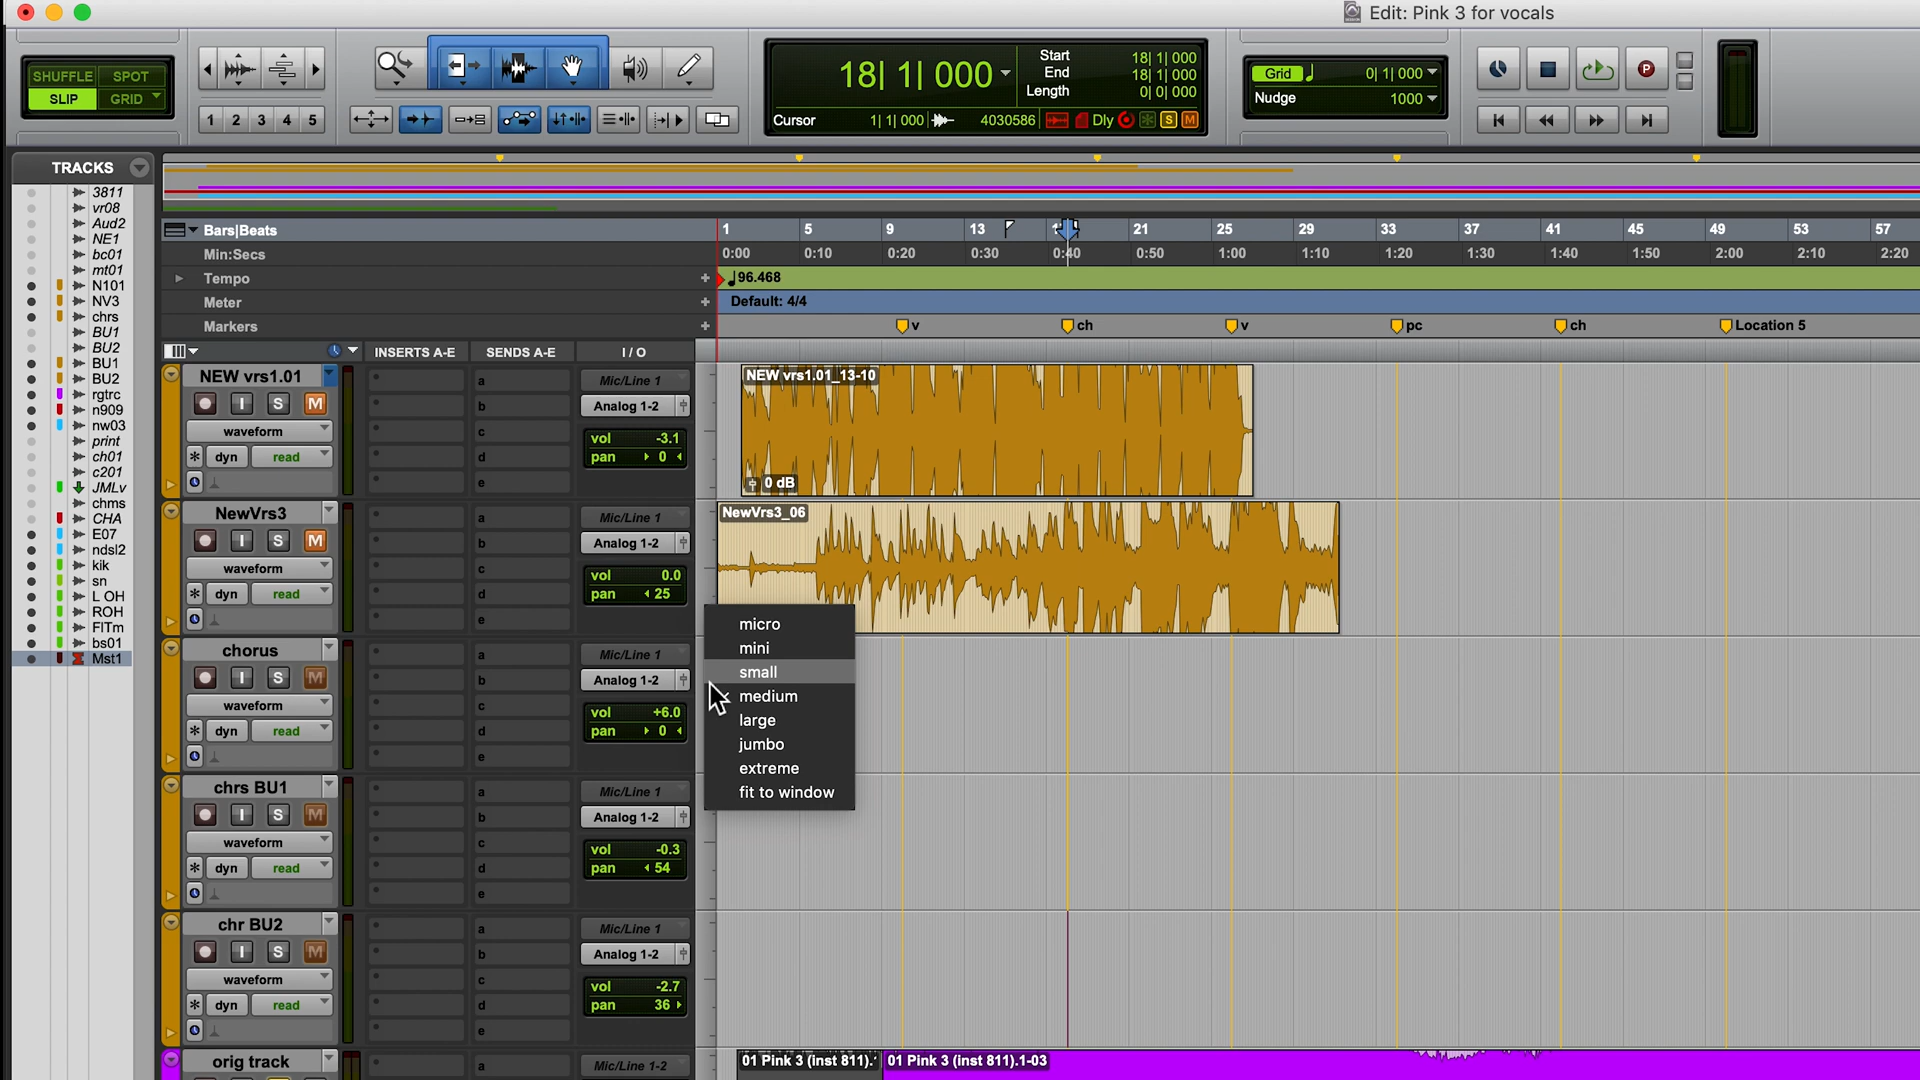 Edit: Pink 3 for vocals
SHUFFLE SPOT
SLIP GRID
1 2 3 4 5
18| 1| 000
Start 18| 1| 000
End 18| 1| 000
Length 0| 0| 000
Cursor 1| 1| 000 4030586 Dly S M
Grid 0| 1| 000
Nudge 1000
P
TRACKS
3811
vr08
Aud2
NE1
bc01
mt01
N101
NV3
chrs
BU1
BU2
BU1
BU2
rgtrc
n909
nw03
print
ch01
c201
JMLv
chms
CHA
E07
ndsl2
kik
sn
L OH
ROH
FlTm
bs01
Mst1
Bars|Beats 1 5 9 13 21 25 29 33 37 41 45 49 53 57
Min:Secs 0:00 0:10 0:20 0:30 0:40 0:50 1:00 1:10 1:20 1:30 1:40 1:50 2:00 2:10 2:20
Tempo + 96.468
Meter + Default: 4/4
Markers + v ch v pc ch Location 5
INSERTS A-E SENDS A-E I / O
NEW vrs1.01
I S M
waveform
* dyn read
a
b
c
d
e
Mic/Line 1
Analog 1-2
vol -3.1
pan 0
NEW vrs1.01_13-10
0 dB
NewVrs3
I S M
waveform
* dyn read
a
b
c
d
e
Mic/Line 1
Analog 1-2
vol 0.0
pan 25
NewVrs3_06
micro
mini
small
medium
large
jumbo
extreme
fit to window
chorus
I S M
waveform
* dyn read
a
b
c
d
e
Mic/Line 1
Analog 1-2
vol +6.0
pan 0
chrs BU1
I S M
waveform
* dyn read
a
b
c
d
e
Mic/Line 1
Analog 1-2
vol -0.3
pan 54
chr BU2
I S M
waveform
* dyn read
a
b
c
d
e
Mic/Line 1
Analog 1-2
vol -2.7
pan 36
orig track
a
Mic/Line 1-2
01 Pink 3 (inst 811).
01 Pink 3 (inst 811).1-03